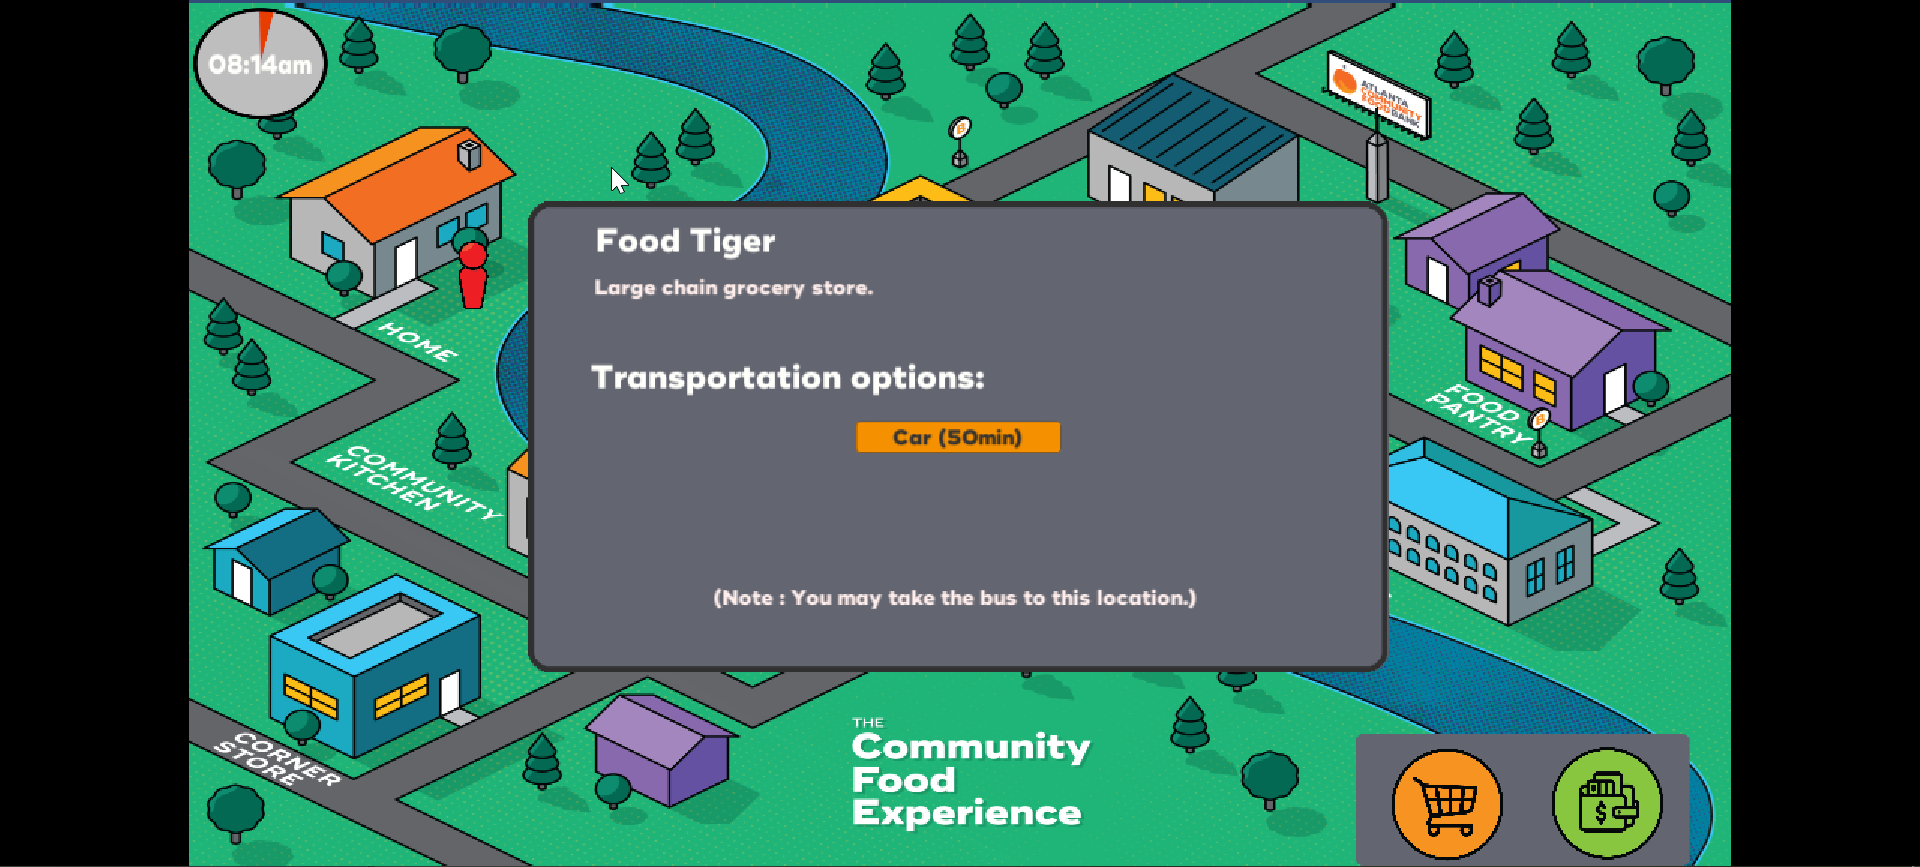 08:14am
ATLANTA
COMMUNITY
FOOD BANK
Food Tiger
Large chain grocery store.
HOME
Transportation options:
Car (50min)
FOOD
PANTRY
COMMUNITY
KITCHEN
(Note : You may take the bus to this location.)
THE
Community
Food
Experience
CORNER
STORE
$